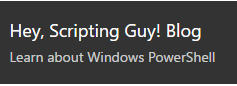 Hey, Scripting Guy! Blog
Learn about Windows PowerShell